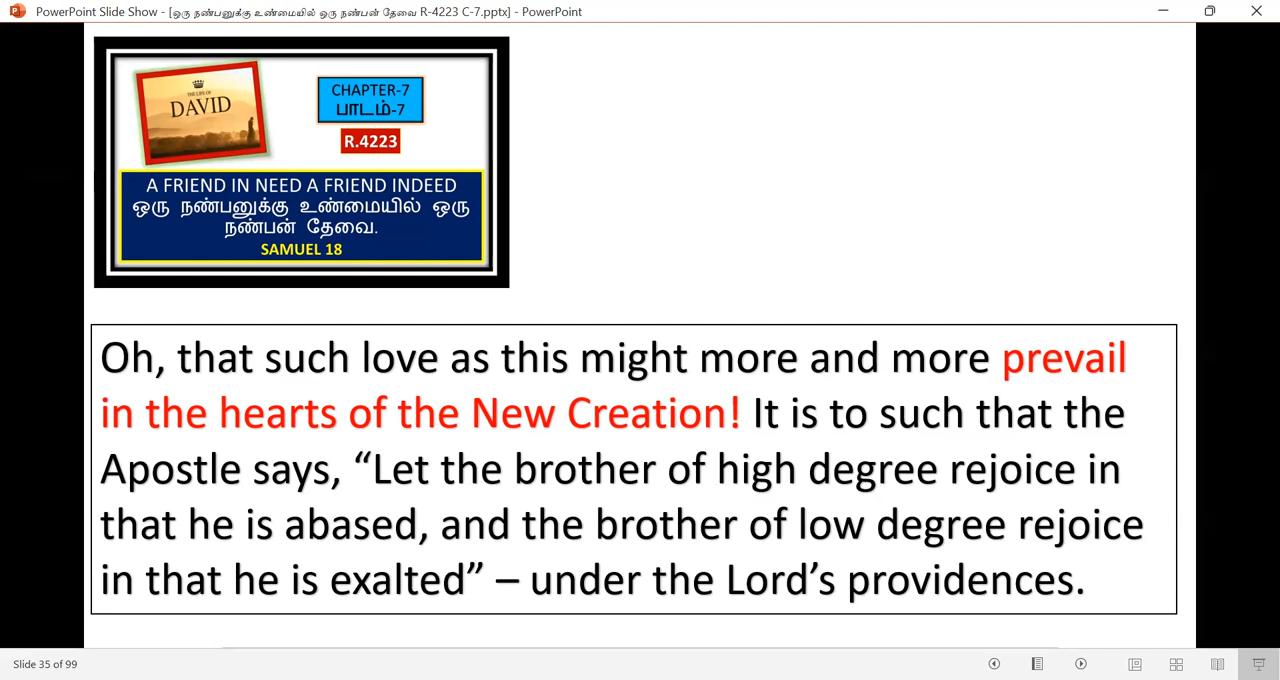 PowerPoint Slide Show - [ஒரு நண்பனுக்கு உண்மையில் ஒரு நண்பன் தேவை R-4223 C-7.pptx] - PowerPoint
THE LIFE OF
DAVID
CHAPTER-7
பாடம்-7
R.4223
A FRIEND IN NEED A FRIEND INDEED
ஒரு நண்பனுக்கு உண்மையில் ஒரு
நண்பன் தேவை.
SAMUEL 18
Oh, that such love as this might more and more prevail
in the hearts of the New Creation! It is to such that the
Apostle says, “Let the brother of high degree rejoice in
that he is abased, and the brother of low degree rejoice
in that he is exalted” – under the Lord’s providences.
Slide 35 of 99